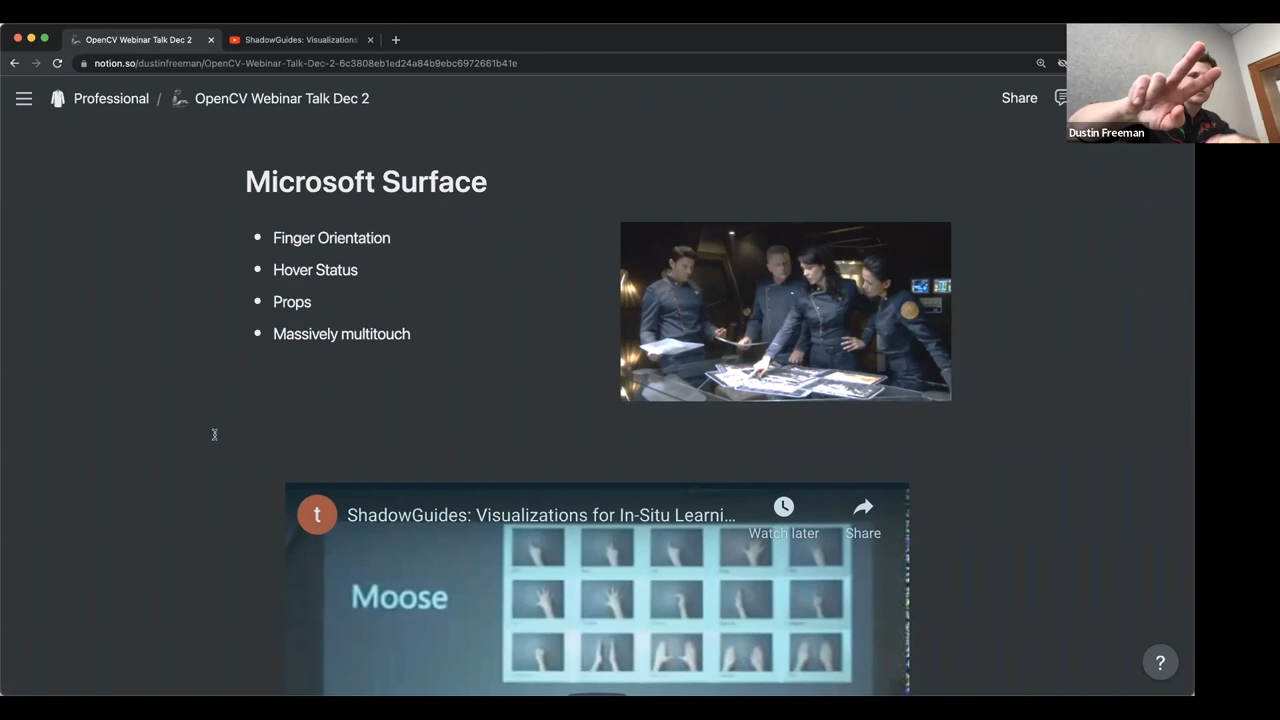 OpenCV Webinar Talk Dec 2
ShadowGuides: Visualizations
notion.so/dustinfreeman/OpenCV-Webinar-Talk-Dec-2-6c3808eb1ed24a84b9ebc6972661b41e
Professional / OpenCV Webinar Talk Dec 2
Share
Dustin Freeman
Microsoft Surface
• Finger Orientation
• Hover Status
• Props
• Massively multitouch
t
ShadowGuides: Visualizations for In-Situ Learni...
Watch later
Share
Moose
?